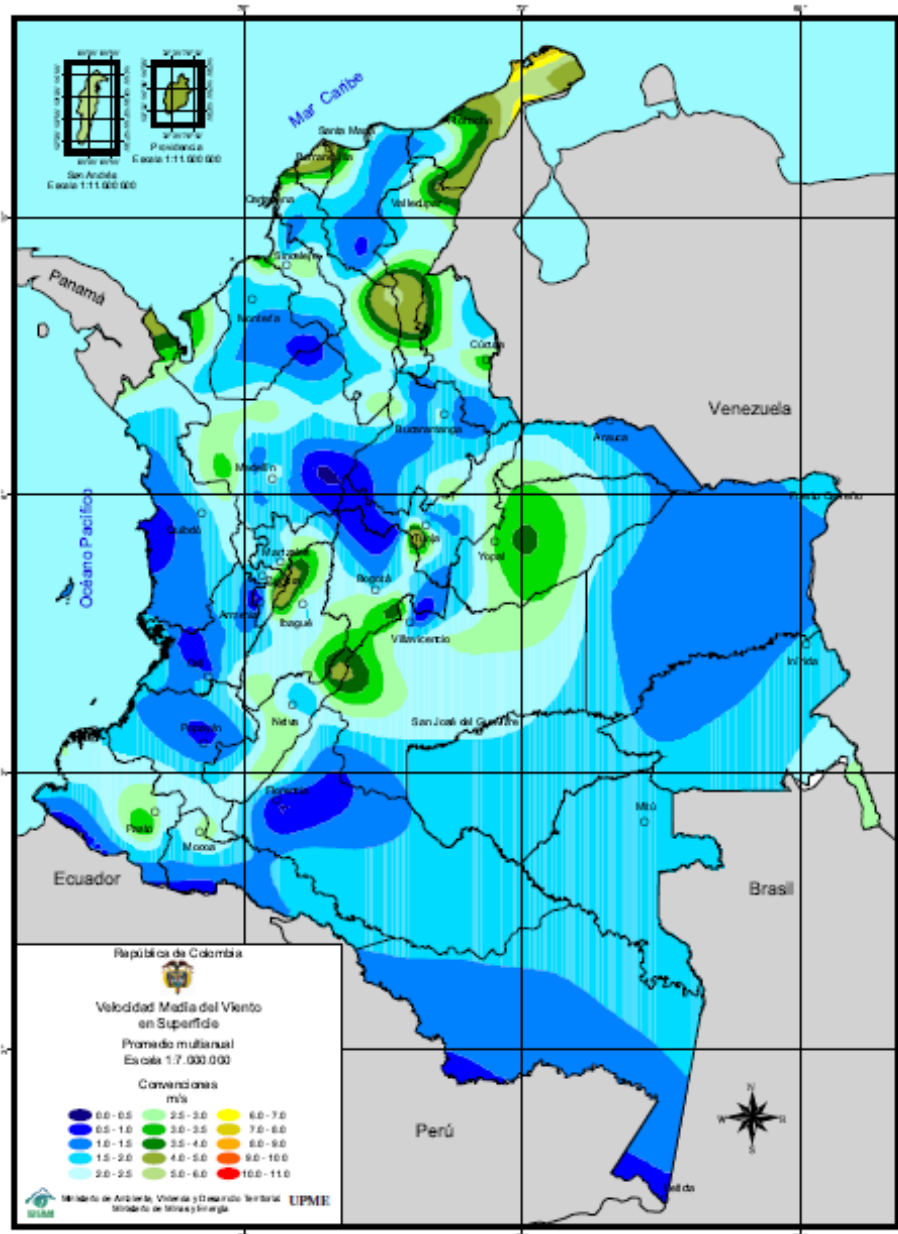 San Andrés
Escala 1:11.600.000
Providencia
Escala 1:11.600.000
Mar Caribe
Santa Marta
Riohacha
Barranquilla
Cartagena
Valledupar
Sincelejo
Panamá
Montería
Cúcuta
Venezuela
Bucaramanga
Arauca
Medellín
Puerto Carreño
Océano Pacífico
Quibdó
Tunja
Yopal
Manizales
Pereira
Bogotá
Armenia
Ibagué
Villavicencio
Inírida
Cali
Neiva
San José del Guaviare
Popayán
Florencia
Mitú
Pasto
Mocoa
Ecuador
Brasil
Perú
Leticia
N
W
S
República de Colombia
Velocidad Media del Viento
en Superficie
Promedio multianual
Escala 1:7.000.000
Convenciones
m/s
0.0 - 0.5 2.5 - 3.0 6.0 - 7.0
0.5 - 1.0 3.0 - 3.5 7.0 - 8.0
1.0 - 1.5 3.5 - 4.0 8.0 - 9.0
1.5 - 2.0 4.0 - 5.0 9.0 - 10.0
2.0 - 2.5 5.0 - 6.0 10.0 - 11.0
IDEAM
Ministerio de Ambiente, Vivienda y Desarrollo Territorial
Ministerio de Minas y Energía
UPME